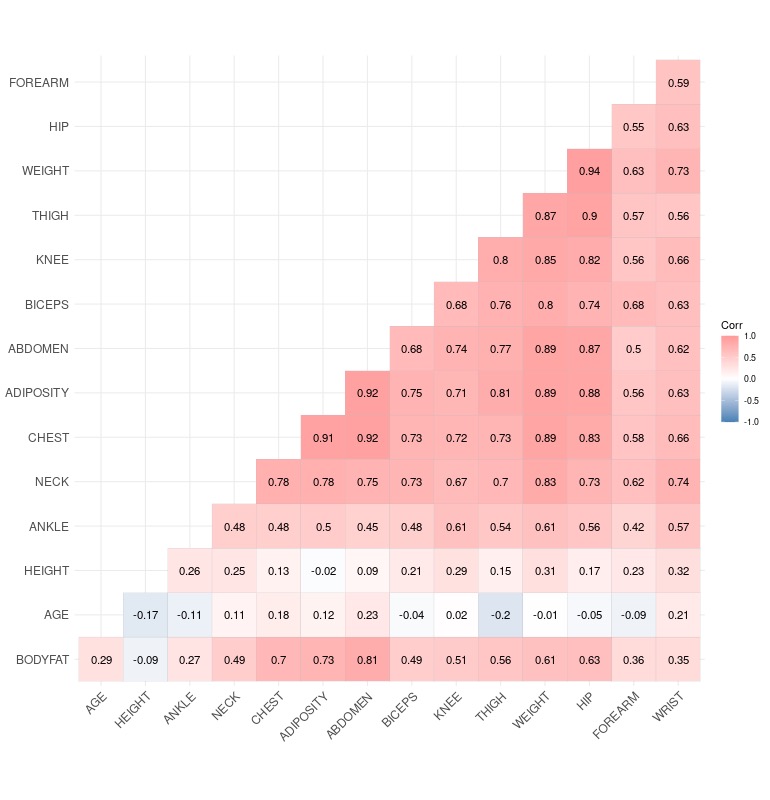 FOREARM 0.59
HIP 0.55 0.63
WEIGHT 0.94 0.63 0.73
THIGH 0.87 0.9 0.57 0.56
KNEE 0.8 0.85 0.82 0.56 0.66
BICEPS 0.68 0.76 0.8 0.74 0.68 0.63
ABDOMEN 0.68 0.74 0.77 0.89 0.87 0.5 0.62
ADIPOSITY 0.92 0.75 0.71 0.81 0.89 0.88 0.56 0.63
CHEST 0.91 0.92 0.73 0.72 0.73 0.89 0.83 0.58 0.66
NECK 0.78 0.78 0.75 0.73 0.67 0.7 0.83 0.73 0.62 0.74
ANKLE 0.48 0.48 0.5 0.45 0.48 0.61 0.54 0.61 0.56 0.42 0.57
HEIGHT 0.26 0.25 0.13 -0.02 0.09 0.21 0.29 0.15 0.31 0.17 0.23 0.32
AGE -0.17 -0.11 0.11 0.18 0.12 0.23 -0.04 0.02 -0.2 -0.01 -0.05 -0.09 0.21
BODYFAT 0.29 -0.09 0.27 0.49 0.7 0.73 0.81 0.49 0.51 0.56 0.61 0.63 0.36 0.35
AGE HEIGHT ANKLE NECK CHEST ADIPOSITY ABDOMEN BICEPS KNEE THIGH WEIGHT HIP FOREARM WRIST
Corr
1.0
0.5
0.0
-0.5
-1.0